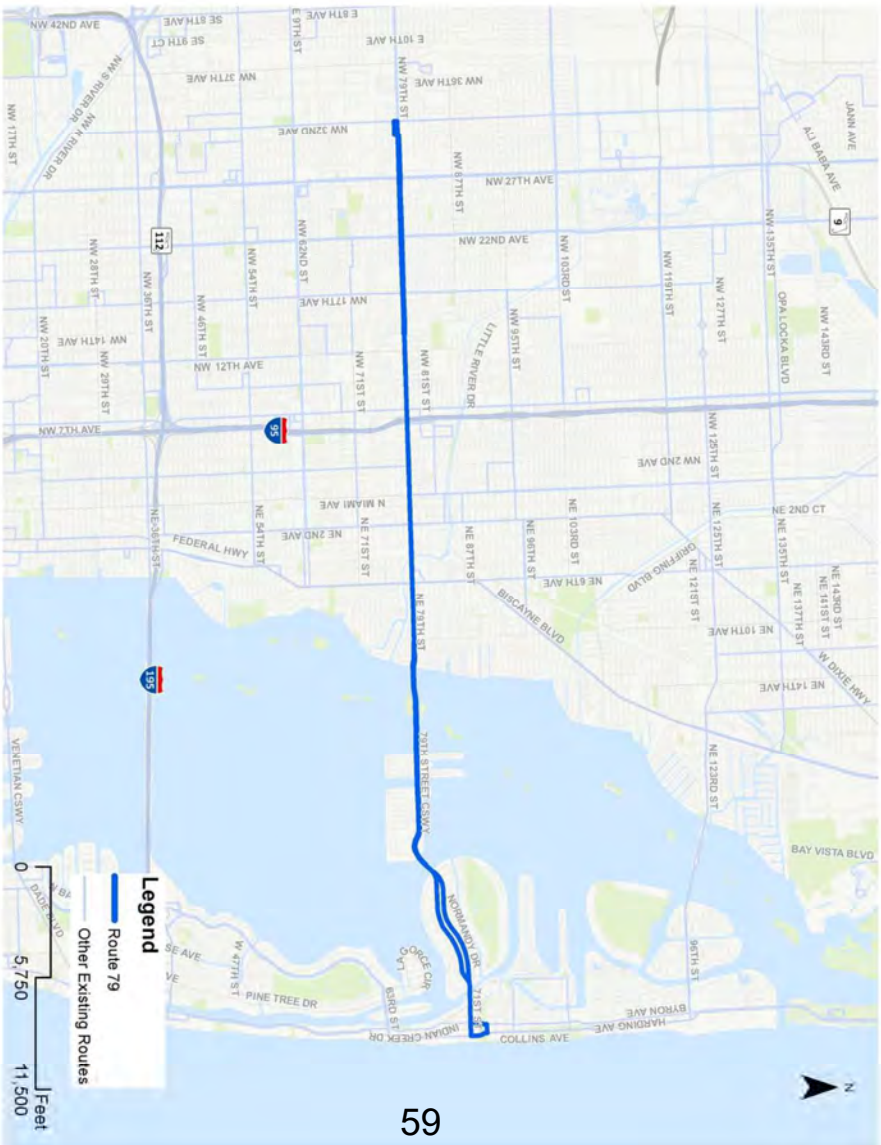 NW 42ND AVE
SE 8TH ST
SE 9TH CT
E 9TH ST
E 8TH AVE
E 10TH AVE
NW S RIVER DR
NW 37TH AVE
NW 79TH ST
NW 36TH AVE
JANN AVE
ALI BABA AVE
NW 17TH ST
NW N RIVER DR
NW 32ND AVE
NW 87TH ST
NW 27TH AVE
9
112
NW 62ND ST
NW 22ND AVE
NW 135TH ST
NW 28TH ST
NW 36TH ST
NW 54TH ST
NW 103RD ST
NW 119TH ST
NW 127TH ST
OPA LOCKA BLVD
NW 143RD ST
NW 17TH AVE
NW 46TH ST
NW 14TH AVE
NW 20TH ST
NW 29TH ST
NW 12TH AVE
NW 71ST ST
NW 81ST ST
LITTLE RIVER DR
NW 95TH ST
NW 7TH AVE
95
NW 125TH ST
NW 2ND AVE
N MIAMI AVE
NE 36TH ST
FEDERAL HWY
NE 54TH ST
NE 2ND AVE
NE 71ST ST
NE 87TH ST
NE 96TH ST
NE 103RD ST
NE 2ND CT
GRIFFING BLVD
NE 125TH ST
NE 135TH ST
NE 6TH AVE
NE 121ST ST
NE 137TH ST
NE 141ST ST
NE 143RD ST
NE 79TH ST
BISCAYNE BLVD
NE 10TH AVE
W DIXIE HWY
NE 14TH AVE
195
VENETIAN CSWY
79TH STREET CSWY
NE 123RD ST
BAY VISTA BLVD
NORMANDY DR
96TH ST
DADE BLVD
W 47TH ST
PINE TREE DR
LA GORCE CIR
63RD ST
71ST ST
INDIAN CREEK DR
COLLINS AVE
HARDING AVE
BYRON AVE
Legend
Route 79
Other Existing Routes
0
5,750
11,500
Feet
N
59